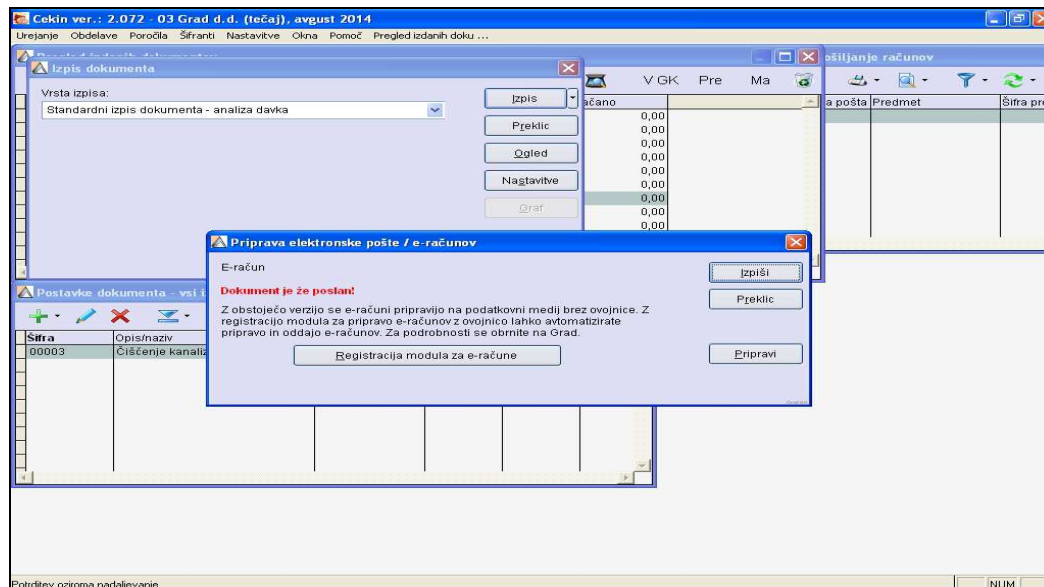 Cekin ver.: 2.072 - 03 Grad d.d. (tečaj), avgust 2014
Urejanje Obdelave Poročila Šifranti Nastavitve Okna Pomoč Pregled izdanih doku ...
Izpis dokumenta
ošiljanje računov
Vrsta izpisa:
Standardni izpis dokumenta - analiza davka
Izpis
Preklic
Ogled
Nastavitve
Graf
V GK Pre Ma
ačano
a pošta Predmet Šifra pre
0,00
0,00
0,00
0,00
0,00
0,00
0,00
0,00
0,00
Priprava elektronske pošte / e-računov
E-račun
Dokument je že poslan!
Z obstoječo verzijo se e-računi pripravijo na podatkovni medij brez ovojnice. Z
registracijo modula za pripravo e-računov z ovojnico lahko avtomatizirate
pripravo in oddajo e-računov. Za podrobnosti se obrnite na Grad.
Registracija modula za e-račune
Izpiši
Preklic
Pripravi
Postavke dokumenta - vsi i
Šifra Opis/naziv
00003 Čiščenje kanaliz
Potrditev oziroma nadaljevanje
NUM